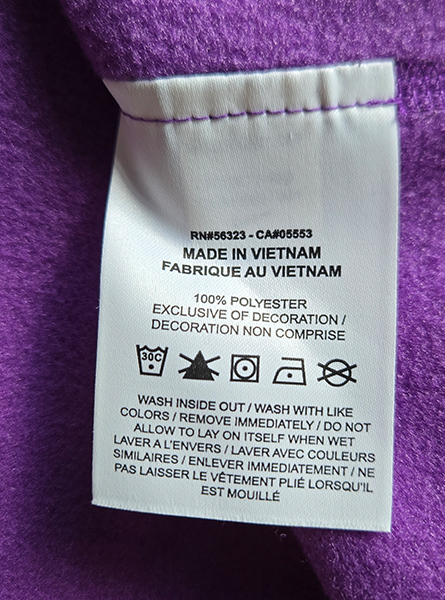 RN#56323 - CA#05553
MADE IN VIETNAM
FABRIQUE AU VIETNAM
100% POLYESTER
EXCLUSIVE OF DECORATION /
DECORATION NON COMPRISE
30C
WASH INSIDE OUT / WASH WITH LIKE
COLORS / REMOVE IMMEDIATELY / DO NOT
ALLOW TO LAY ON ITSELF WHEN WET
LAVER A L'ENVERS / LAVER AVEC COULEURS
SIMILAIRES / ENLEVER IMMEDIATEMENT / NE
PAS LAISSER LE VÊTEMENT PLIÉ LORSQU'IL
EST MOUILLÉ